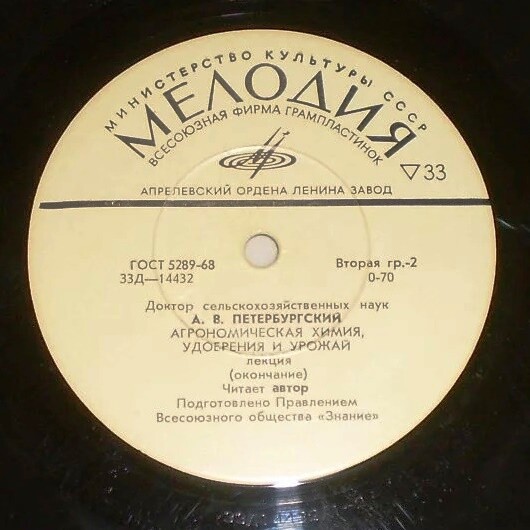 МИНИСТЕРСТВО КУЛЬТУРЫ СССР
МЕЛОДИЯ
ВСЕСОЮЗНАЯ ФИРМА ГРАМПЛАСТИНОК
▽33
АПРЕЛЕВСКИЙ ОРДЕНА ЛЕНИНА ЗАВОД
ГОСТ 5289-68 Вторая гр.-2
33Д—14432 0-70
Доктор сельскохозяйственных наук
А. В. ПЕТЕРБУРГСКИЙ
АГРОНОМИЧЕСКАЯ ХИМИЯ,
УДОБРЕНИЯ И УРОЖАЙ
лекция
(окончание)
Читает автор
Подготовлено Правлением
Всесоюзного общества «Знание»